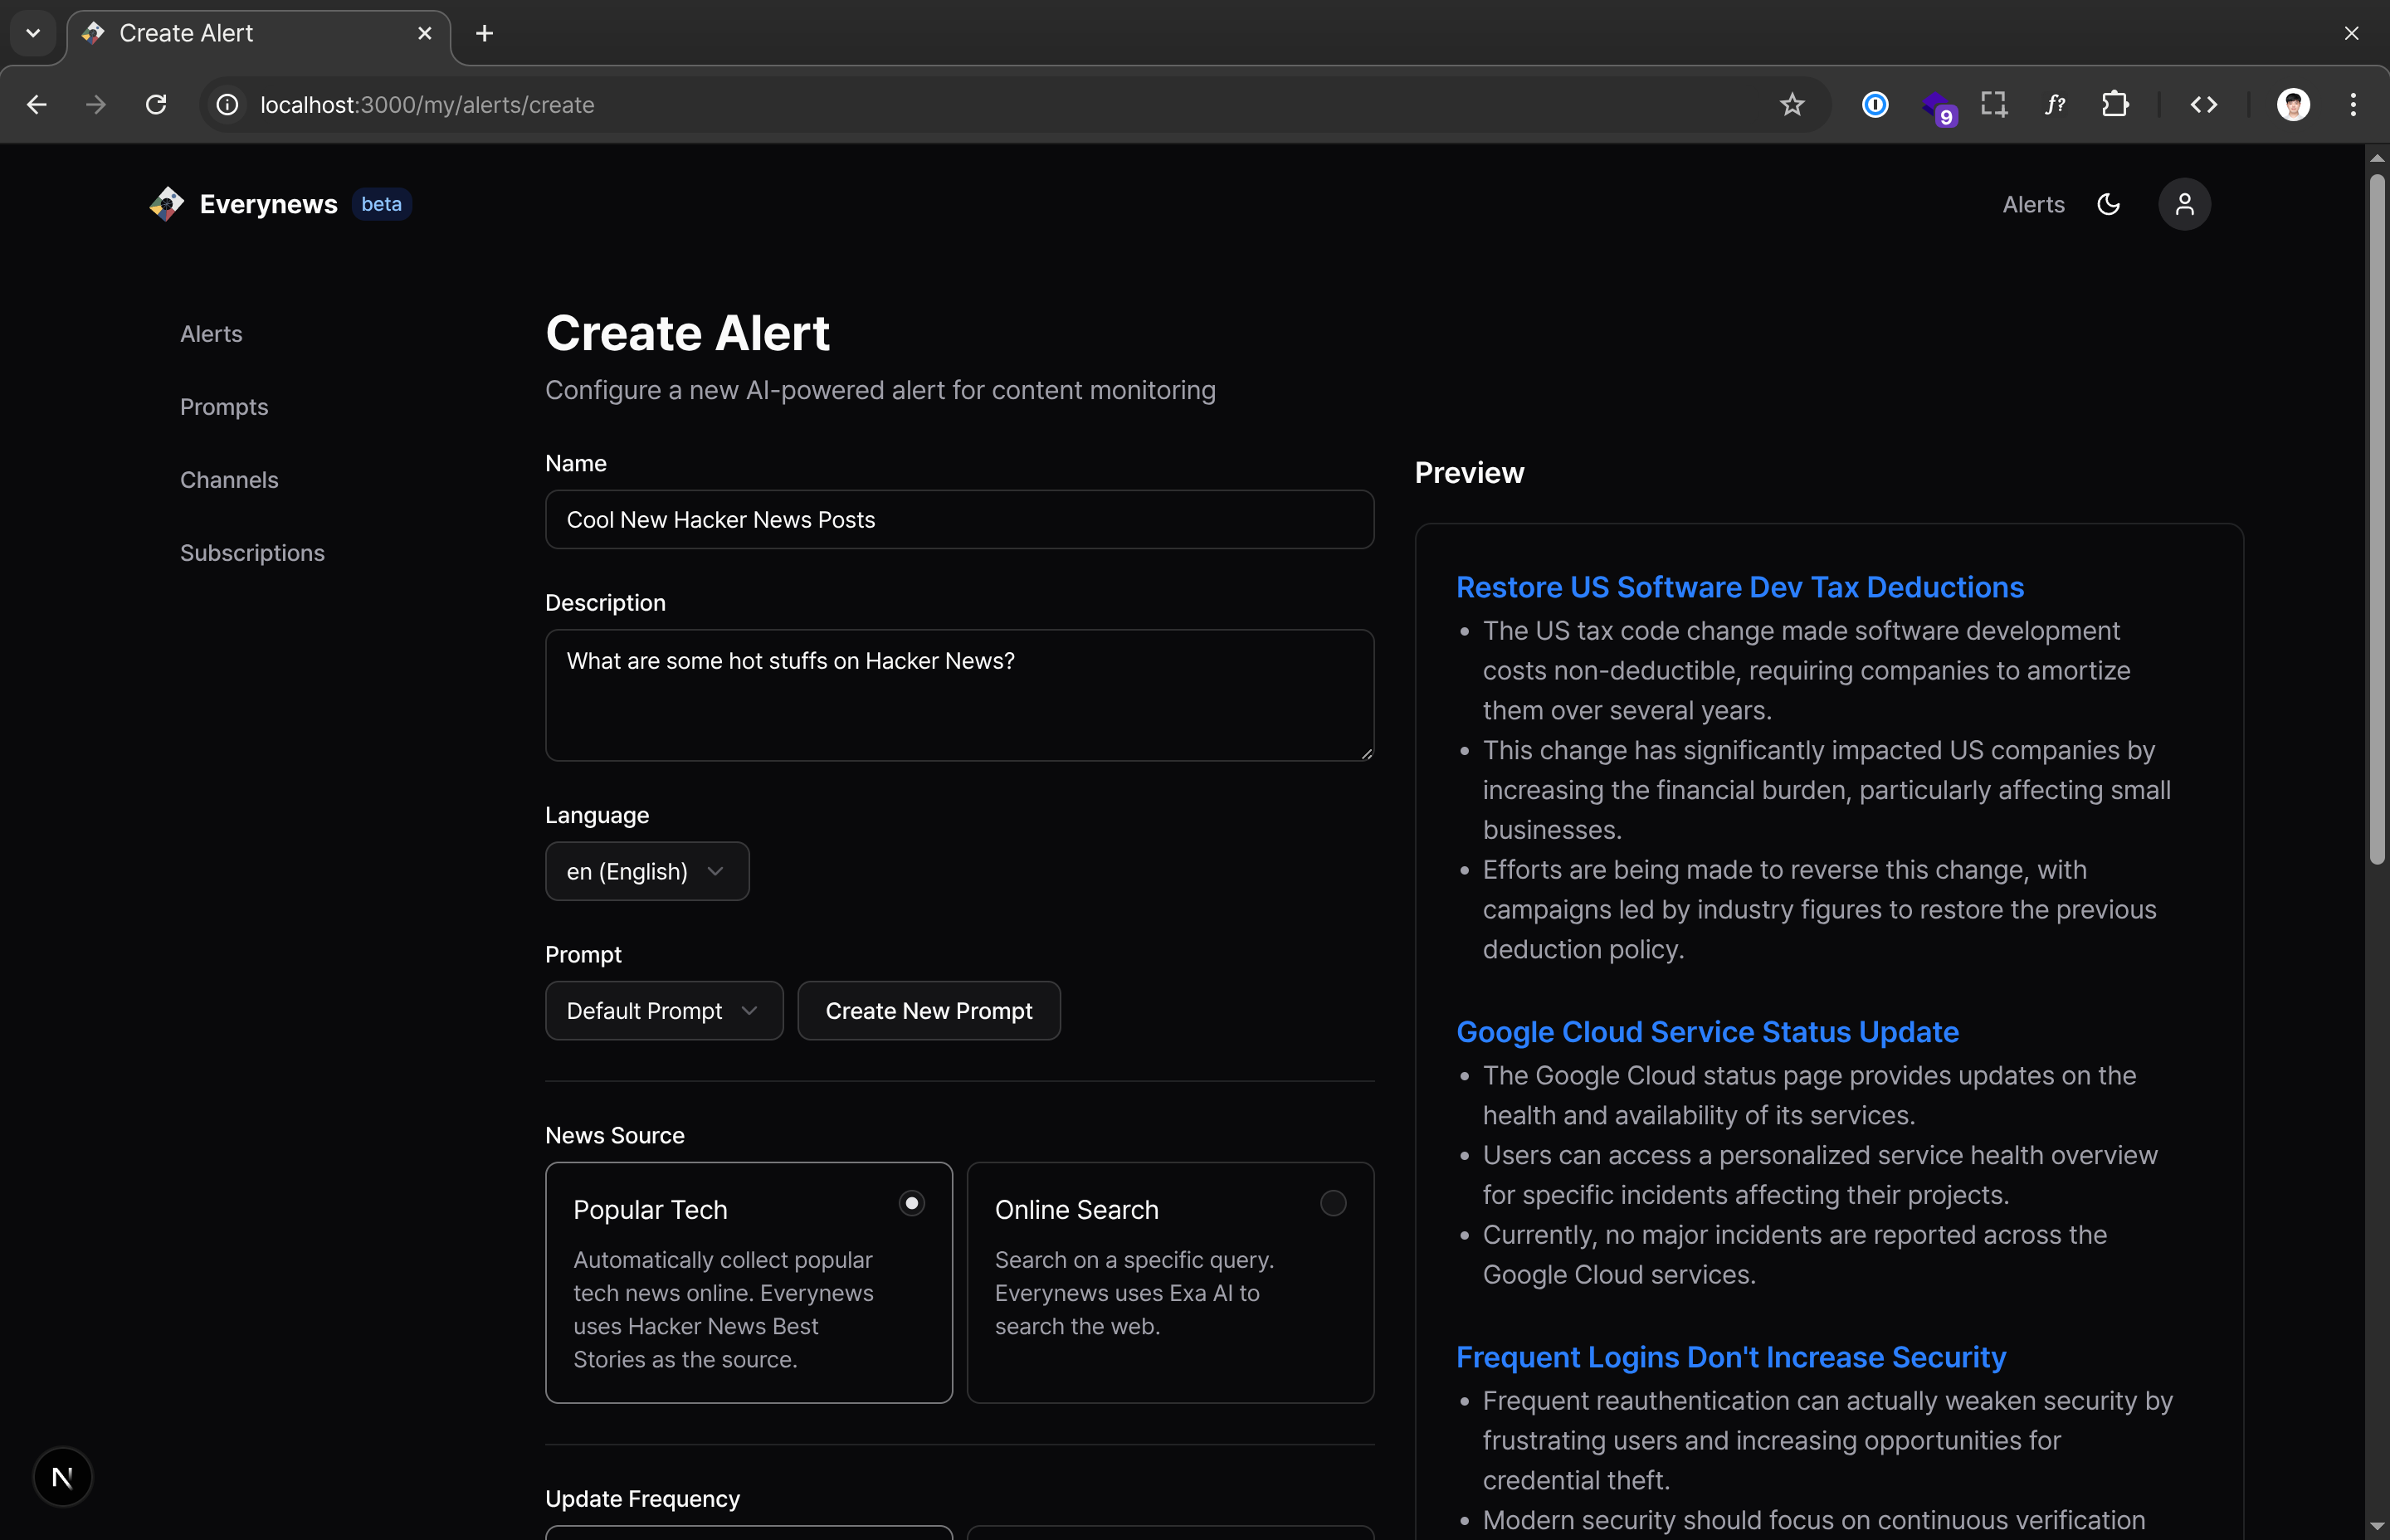 Create Alert
localhost:3000/my/alerts/create
f?
9
Everynews beta
Alerts
Alerts
Prompts
Channels
Subscriptions
Create Alert
Configure a new AI-powered alert for content monitoring
Name
Cool New Hacker News Posts
Description
What are some hot stuffs on Hacker News?
Language
en (English)
Prompt
Default Prompt
Create New Prompt
News Source
Popular Tech
Automatically collect popular
tech news online. Everynews
uses Hacker News Best
Stories as the source.
Online Search
Search on a specific query.
Everynews uses Exa AI to
search the web.
Update Frequency
Preview
Restore US Software Dev Tax Deductions
• The US tax code change made software development
costs non-deductible, requiring companies to amortize
them over several years.
• This change has significantly impacted US companies by
increasing the financial burden, particularly affecting small
businesses.
• Efforts are being made to reverse this change, with
campaigns led by industry figures to restore the previous
deduction policy.
Google Cloud Service Status Update
• The Google Cloud status page provides updates on the
health and availability of its services.
• Users can access a personalized service health overview
for specific incidents affecting their projects.
• Currently, no major incidents are reported across the
Google Cloud services.
Frequent Logins Don't Increase Security
• Frequent reauthentication can actually weaken security by
frustrating users and increasing opportunities for
credential theft.
• Modern security should focus on continuous verification
N